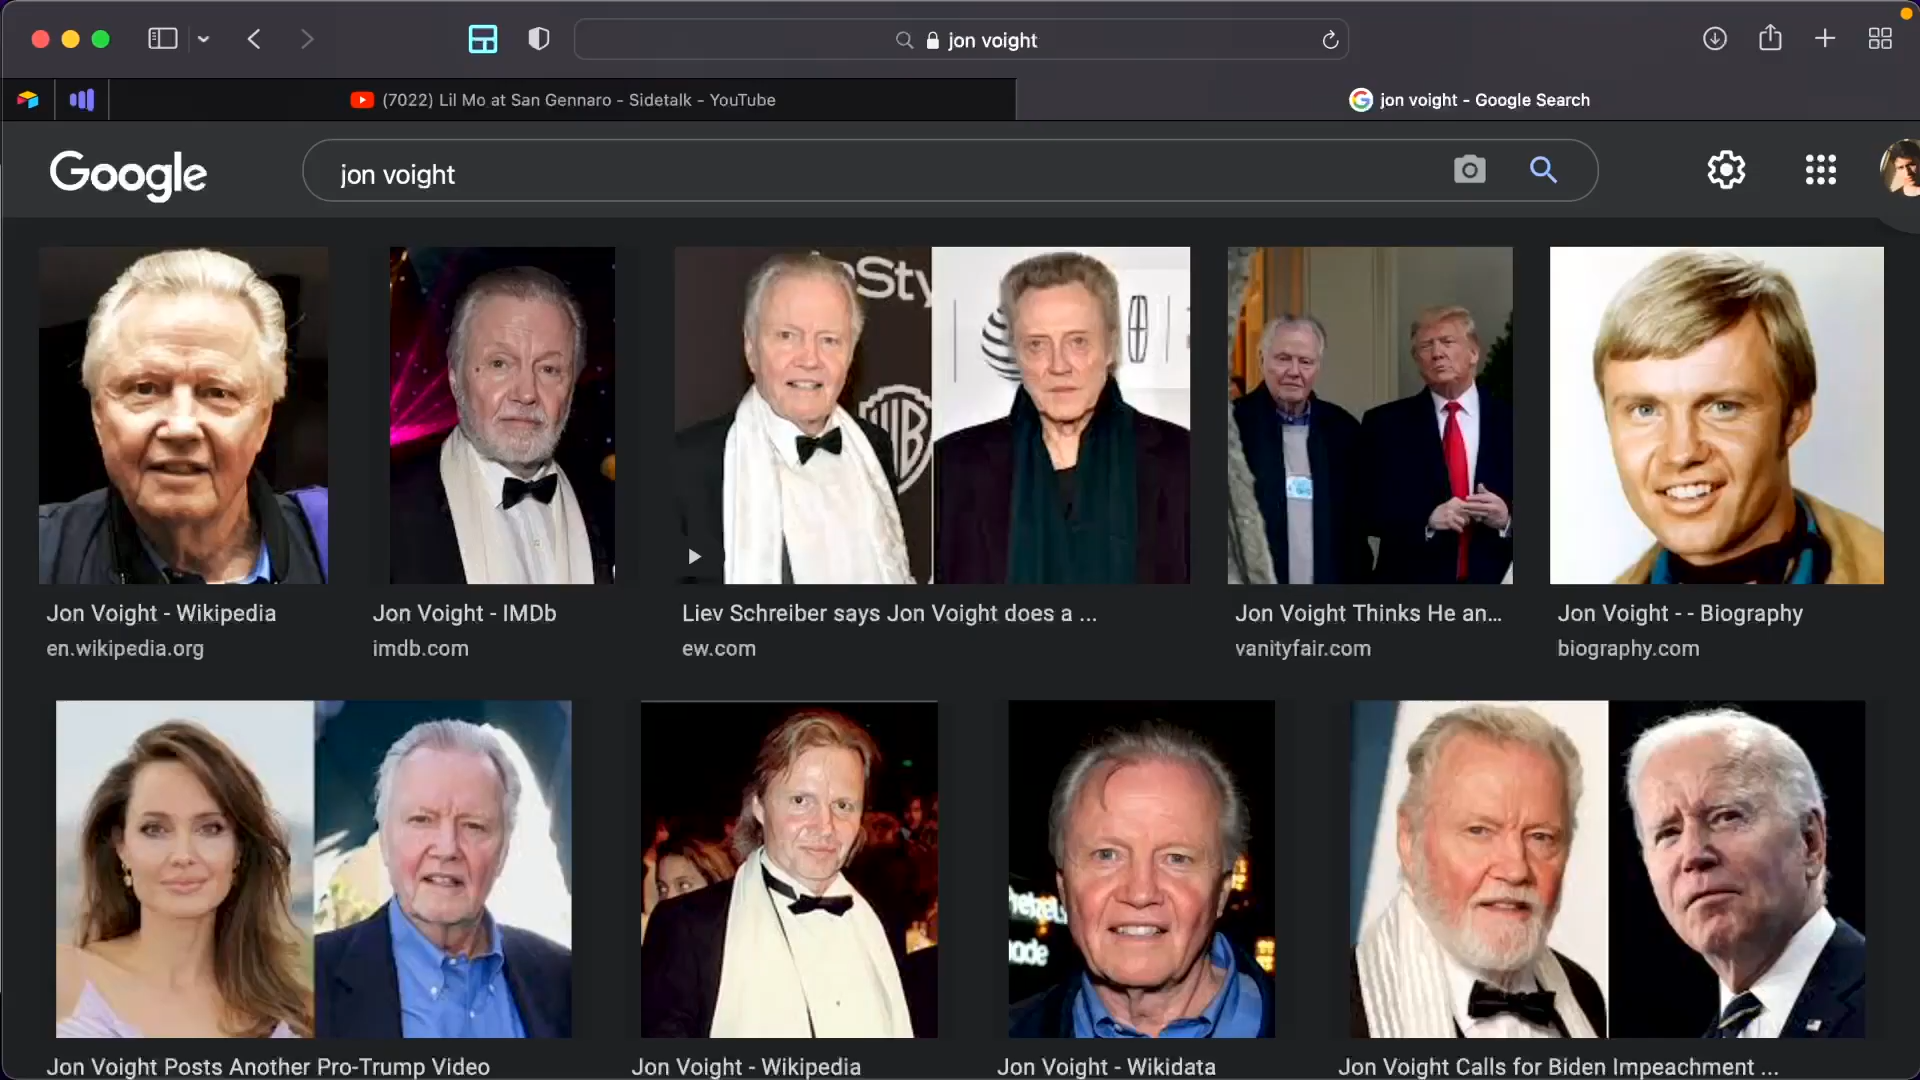 jon voight
(7022) Lil Mo at San Gennaro - Sidetalk - YouTube
jon voight - Google Search
Google
jon voight
nSty
WB
Jon Voight - Wikipedia
en.wikipedia.org
Jon Voight - IMDb
imdb.com
Liev Schreiber says Jon Voight does a ...
ew.com
Jon Voight Thinks He an...
vanityfair.com
Jon Voight - - Biography
biography.com
Jon Voight Posts Another Pro-Trump Video
Jon Voight - Wikipedia
Jon Voight - Wikidata
Jon Voight Calls for Biden Impeachment ...